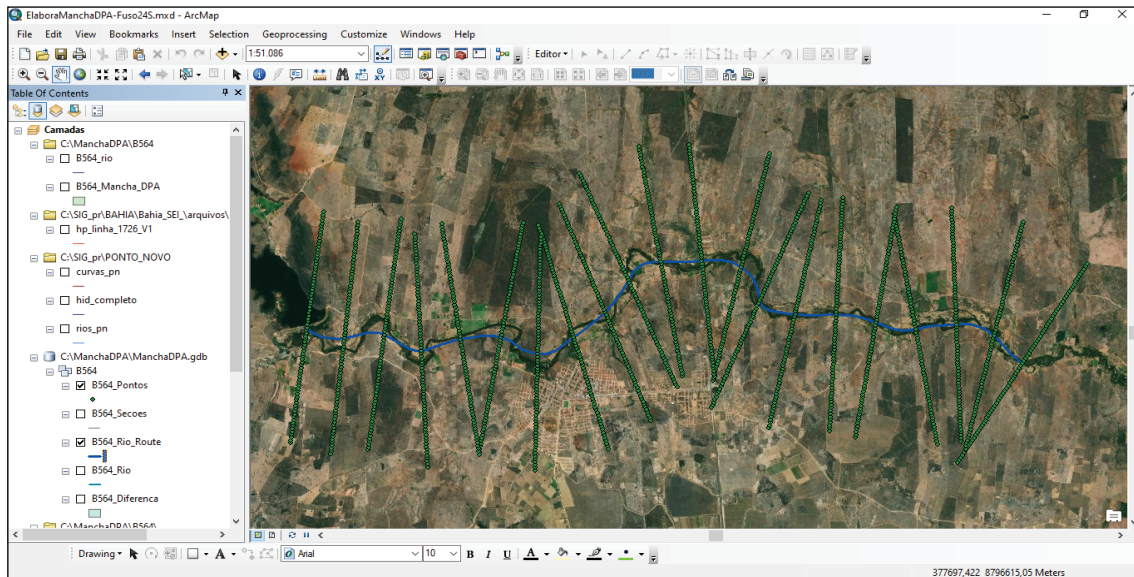 ElaboraManchaDPA-Fuso24S.mxd - ArcMap
File Edit View Bookmarks Insert Selection Geoprocessing Customize Windows Help
1:51.086
Editor
Table Of Contents
Camadas
C:\ManchaDPA\B564
B564_rio
B564_Mancha_DPA
C:\SIG_pr\BAHIA\Bahia_SEI_\arquivos\
hp_linha_1726_V1
C:\SIG_pr\PONTO_NOVO
curvas_pn
hid_completo
rios_pn
C:\ManchaDPA\ManchaDPA.gdb
B564
B564_Pontos
B564_Secoes
B564_Rio_Route
B564_Rio
B564_Diferenca
C:\ManchaDPA\B564\
Drawing Arial 10 B I U A
377697,422 8796615,05 Meters